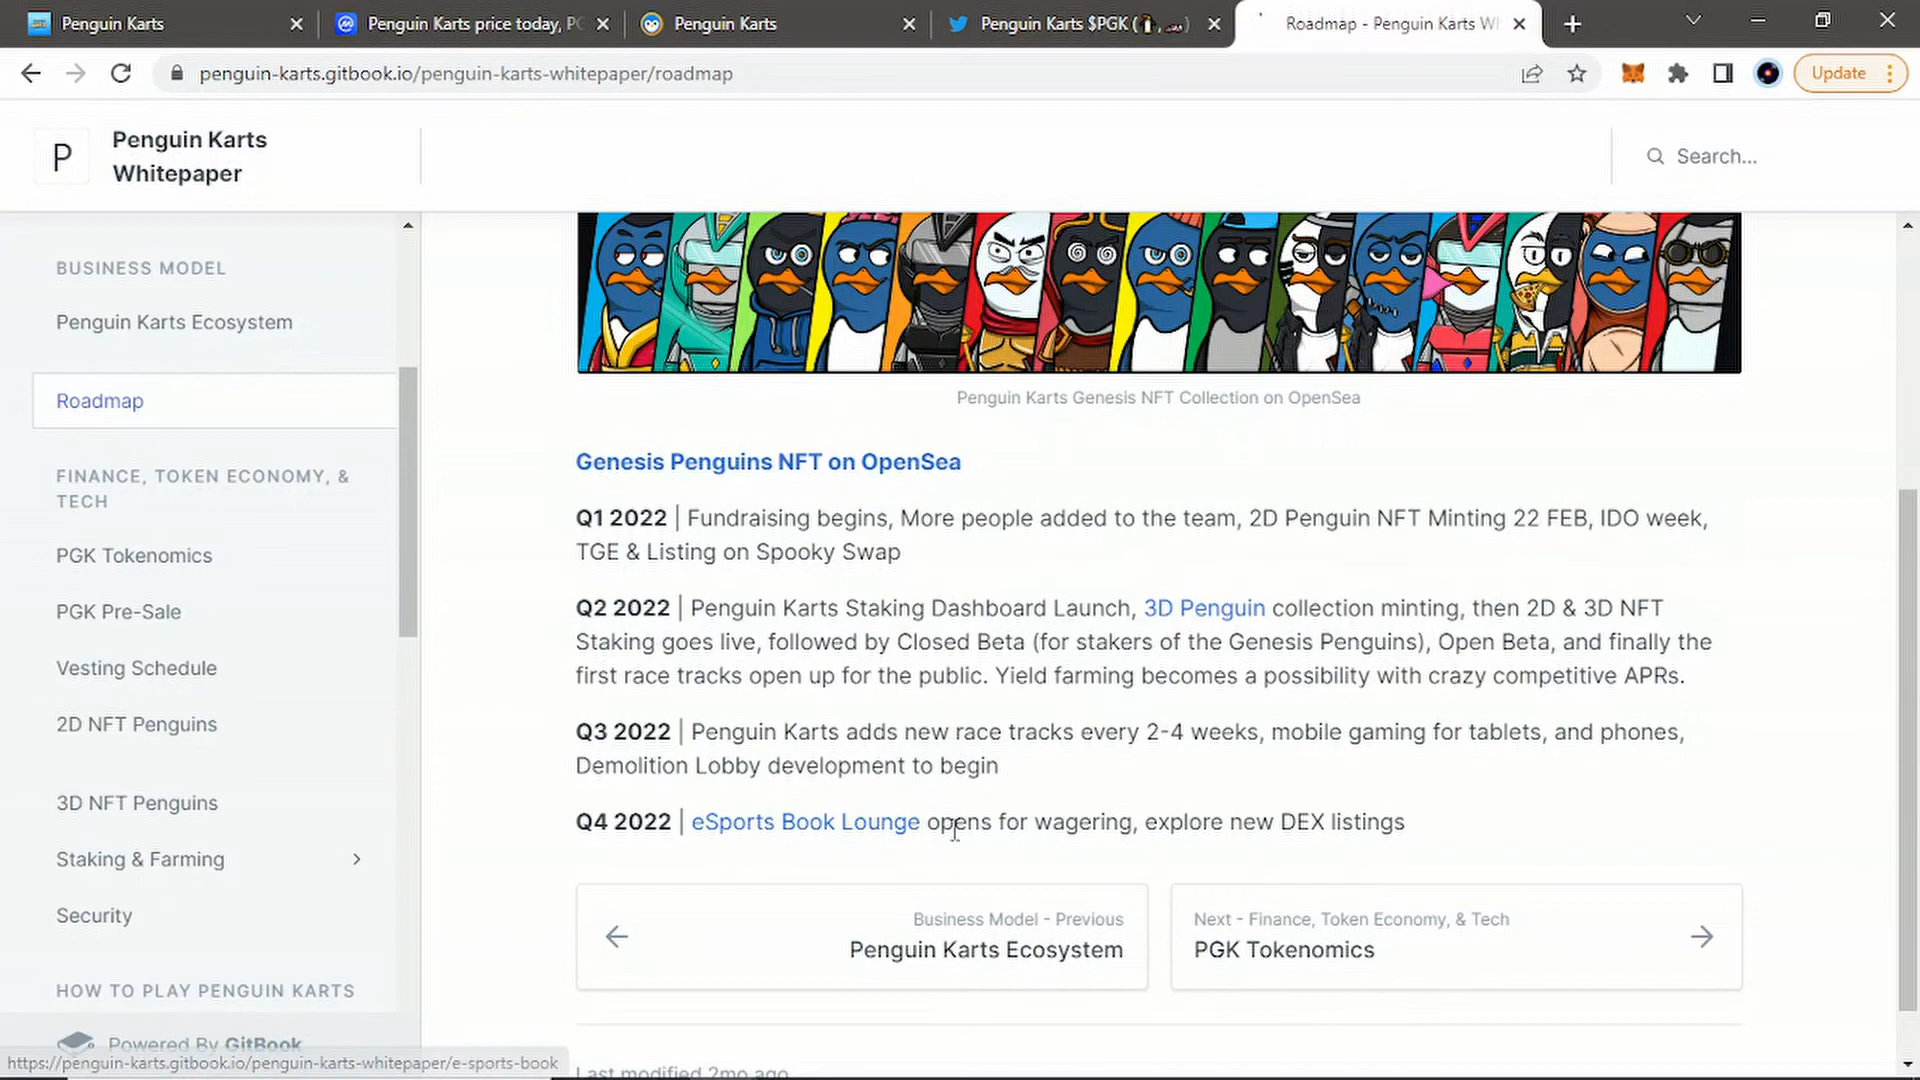 Penguin Karts
Penguin Karts price today, PG
Penguin Karts
Penguin Karts $PGK
Roadmap - Penguin Karts Wh
penguin-karts.gitbook.io/penguin-karts-whitepaper/roadmap
Update
P
Penguin Karts
Whitepaper
Search...
BUSINESS MODEL
Penguin Karts Ecosystem
Roadmap
FINANCE, TOKEN ECONOMY, &
TECH
PGK Tokenomics
PGK Pre-Sale
Vesting Schedule
2D NFT Penguins
3D NFT Penguins
Staking & Farming
Security
HOW TO PLAY PENGUIN KARTS
Powered By GitBook
https://penguin-karts.gitbook.io/penguin-karts-whitepaper/e-sports-book
Penguin Karts Genesis NFT Collection on OpenSea
Genesis Penguins NFT on OpenSea
Q1 2022 | Fundraising begins, More people added to the team, 2D Penguin NFT Minting 22 FEB, IDO week,
TGE & Listing on Spooky Swap
Q2 2022 | Penguin Karts Staking Dashboard Launch, 3D Penguin collection minting, then 2D & 3D NFT
Staking goes live, followed by Closed Beta (for stakers of the Genesis Penguins), Open Beta, and finally the
first race tracks open up for the public. Yield farming becomes a possibility with crazy competitive APRs.
Q3 2022 | Penguin Karts adds new race tracks every 2-4 weeks, mobile gaming for tablets, and phones,
Demolition Lobby development to begin
Q4 2022 | eSports Book Lounge opens for wagering, explore new DEX listings
Business Model - Previous
Penguin Karts Ecosystem
Next - Finance, Token Economy, & Tech
PGK Tokenomics
Last modified 2mo ago